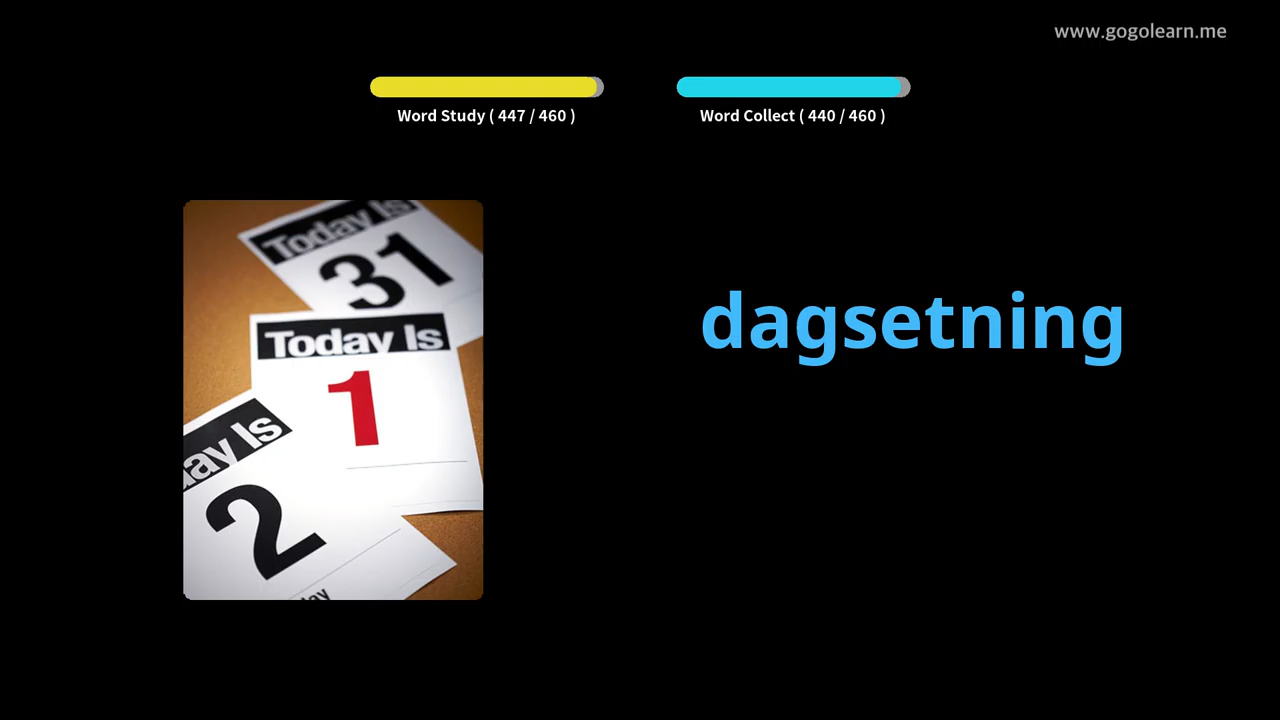 www.gogolearn.me
Word Study ( 447 / 460 )
Word Collect ( 440 / 460 )
Today Is
31
Today Is
1
ay Is
2
ay
dagsetning